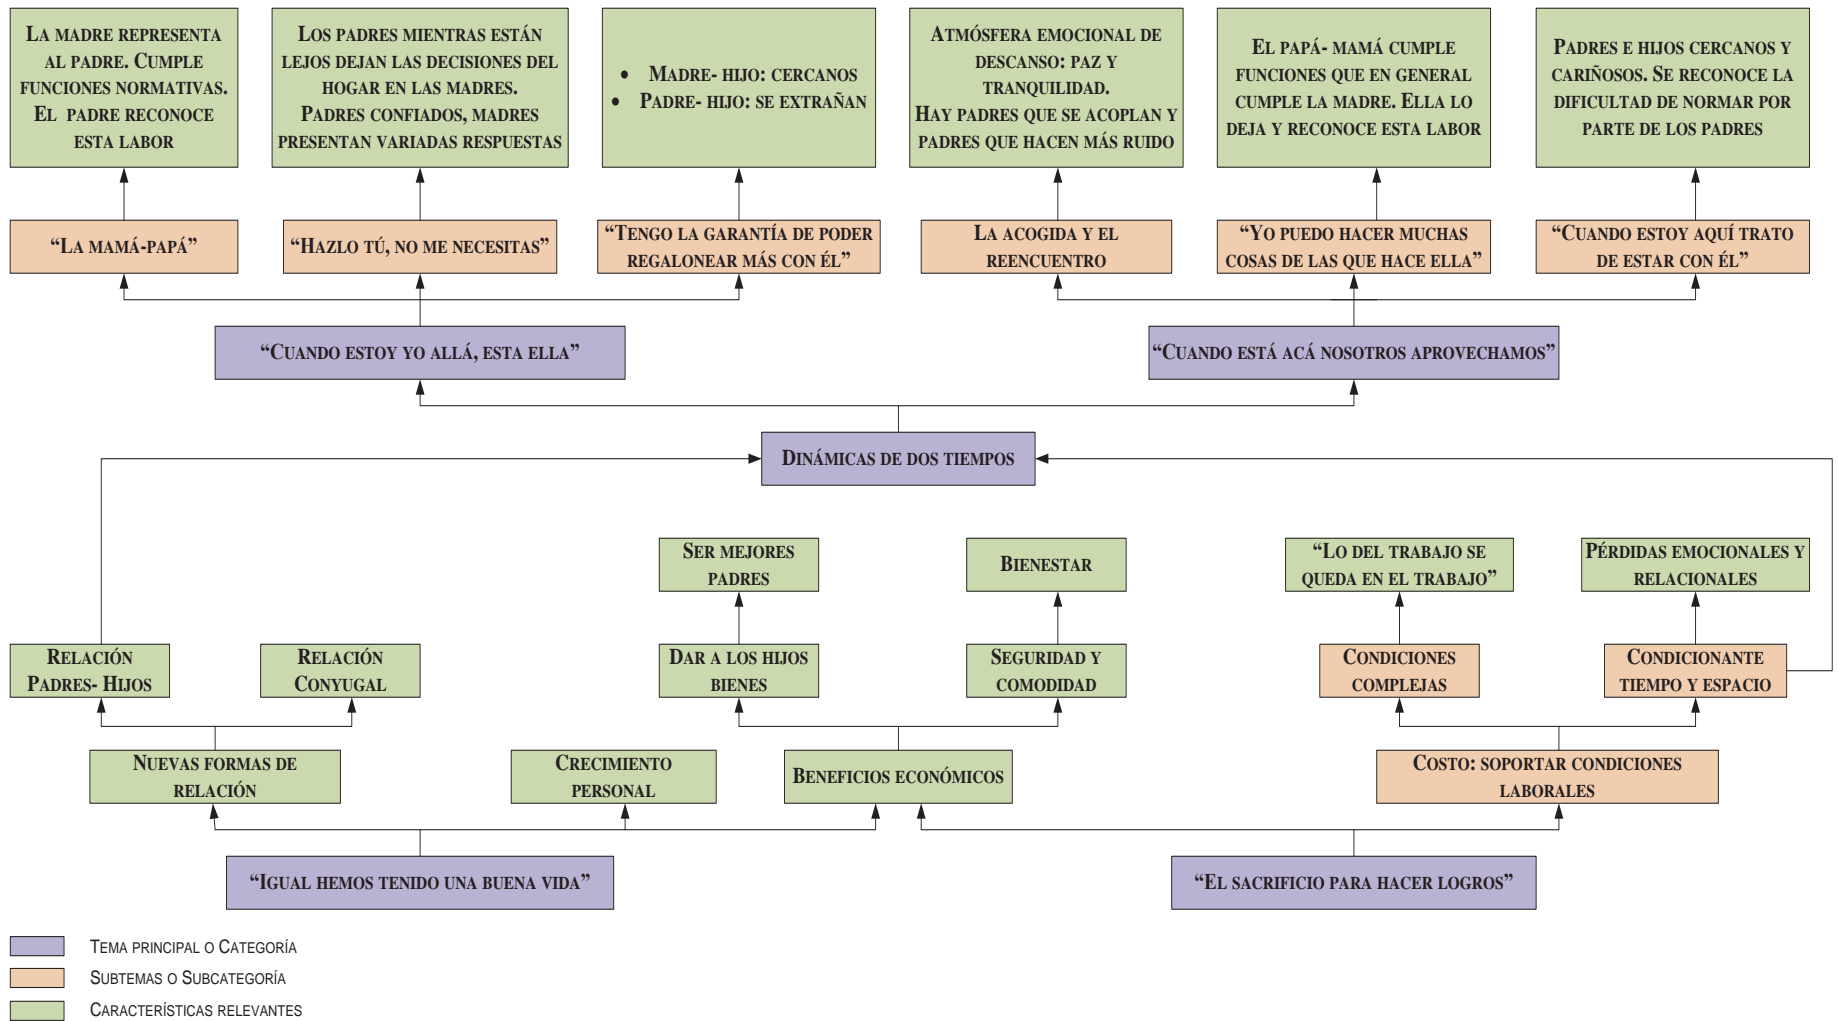 LA MADRE REPRESENTA
AL PADRE. CUMPLE
FUNCIONES NORMATIVAS.
EL PADRE RECONOCE
ESTA LABOR
LOS PADRES MIENTRAS ESTÁN
LEJOS DEJAN LAS DECISIONES DEL
HOGAR EN LAS MADRES.
PADRES CONFIADOS, MADRES
PRESENTAN VARIADAS RESPUESTAS
• MADRE- HIJO: CERCANOS
• PADRE- HIJO: SE EXTRAÑAN
ATMÓSFERA EMOCIONAL DE
DESCANSO: PAZ Y
TRANQUILIDAD.
HAY PADRES QUE SE ACOPLAN Y
PADRES QUE HACEN MÁS RUIDO
EL PAPÁ- MAMÁ CUMPLE
FUNCIONES QUE EN GENERAL
CUMPLE LA MADRE. ELLA LO
DEJA Y RECONOCE ESTA LABOR
PADRES E HIJOS CERCANOS Y
CARIÑOSOS. SE RECONOCE LA
DIFICULTAD DE NORMAR POR
PARTE DE LOS PADRES
“LA MAMÁ-PAPÁ”
“HAZLO TÚ, NO ME NECESITAS”
“TENGO LA GARANTÍA DE PODER
REGALONEAR MÁS CON ÉL”
LA ACOGIDA Y EL
REENCUENTRO
“YO PUEDO HACER MUCHAS
COSAS DE LAS QUE HACE ELLA”
“CUANDO ESTOY AQUÍ TRATO
DE ESTAR CON ÉL”
“CUANDO ESTOY YO ALLÁ, ESTA ELLA”
“CUANDO ESTÁ ACÁ NOSOTROS APROVECHAMOS”
DINÁMICAS DE DOS TIEMPOS
SER MEJORES
PADRES
BIENESTAR
“LO DEL TRABAJO SE
QUEDA EN EL TRABAJO”
PÉRDIDAS EMOCIONALES Y
RELACIONALES
RELACIÓN
PADRES- HIJOS
RELACIÓN
CONYUGAL
DAR A LOS HIJOS
BIENES
SEGURIDAD Y
COMODIDAD
CONDICIONES
COMPLEJAS
CONDICIONANTE
TIEMPO Y ESPACIO
NUEVAS FORMAS DE
RELACIÓN
CRECIMIENTO
PERSONAL
BENEFICIOS ECONÓMICOS
COSTO: SOPORTAR CONDICIONES
LABORALES
“IGUAL HEMOS TENIDO UNA BUENA VIDA”
“EL SACRIFICIO PARA HACER LOGROS”
TEMA PRINCIPAL O CATEGORÍA
SUBTEMAS O SUBCATEGORÍA
CARACTERÍSTICAS RELEVANTES